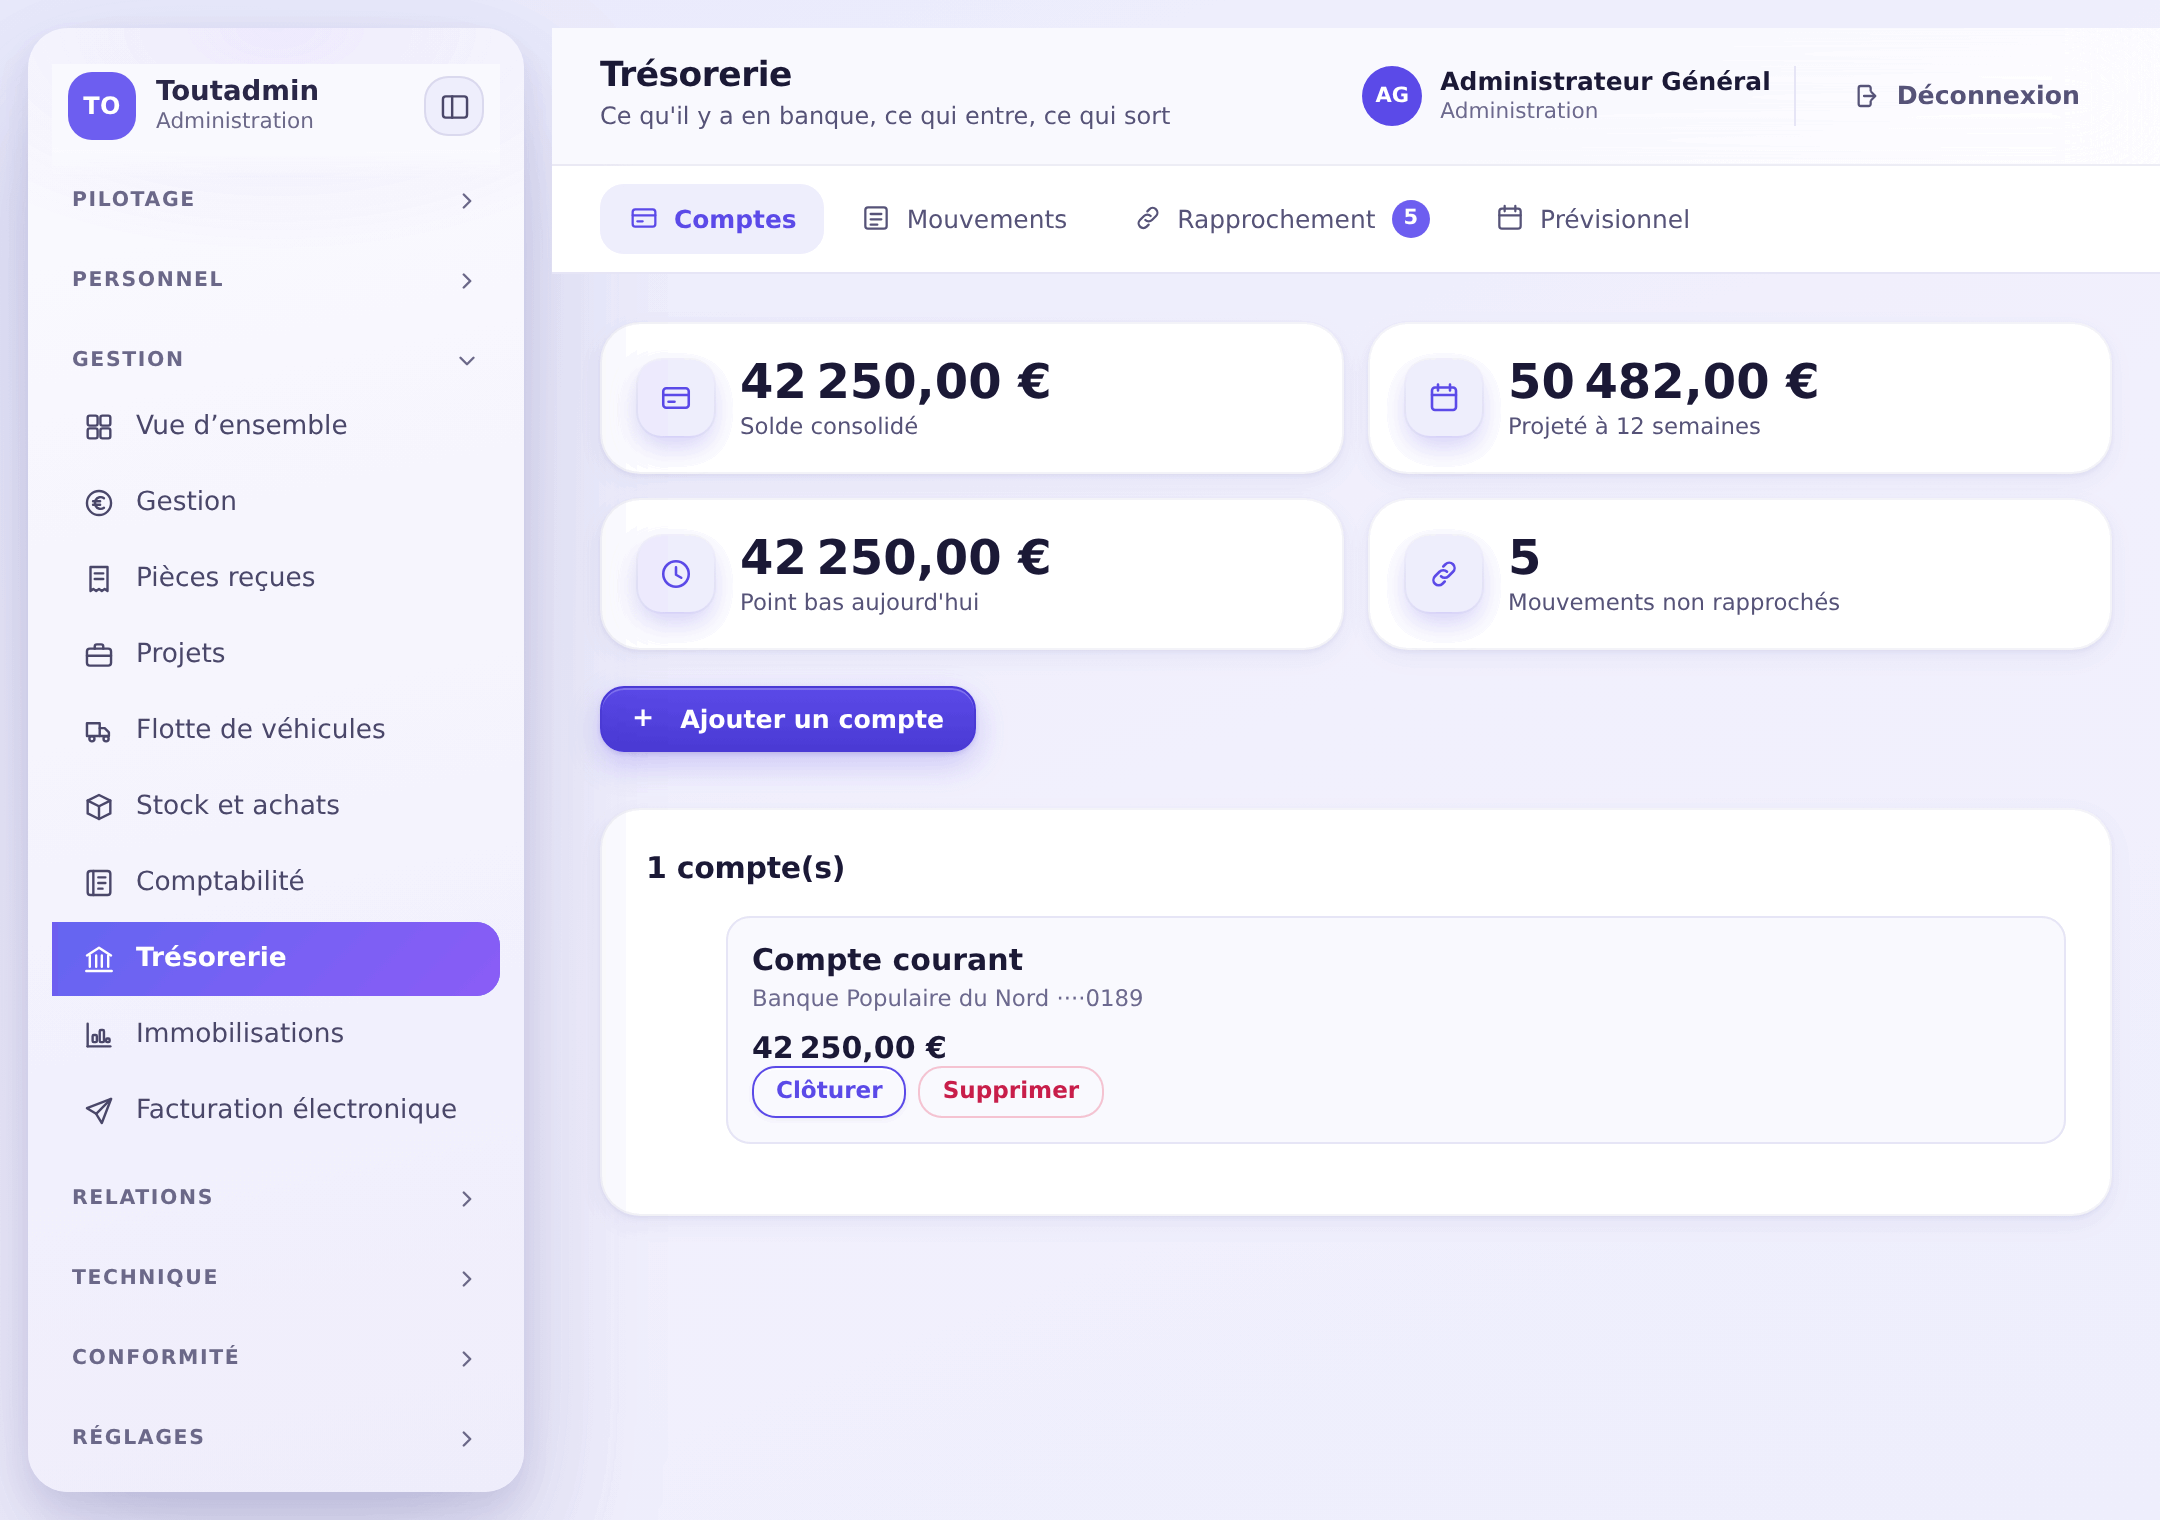 TO
Toutadmin
Administration
PILOTAGE
PERSONNEL
GESTION
Vue d’ensemble
Gestion
Pièces reçues
Projets
Flotte de véhicules
Stock et achats
Comptabilité
Trésorerie
Immobilisations
Facturation électronique
RELATIONS
TECHNIQUE
CONFORMITÉ
RÉGLAGES
Trésorerie
Ce qu'il y a en banque, ce qui entre, ce qui sort
AG
Administrateur Général
Administration
Déconnexion
Comptes
Mouvements
Rapprochement 5
Prévisionnel
42 250,00 €
Solde consolidé
50 482,00 €
Projeté à 12 semaines
42 250,00 €
Point bas aujourd'hui
5
Mouvements non rapprochés
+ Ajouter un compte
1 compte(s)
Compte courant
Banque Populaire du Nord ····0189
42 250,00 €
Clôturer
Supprimer